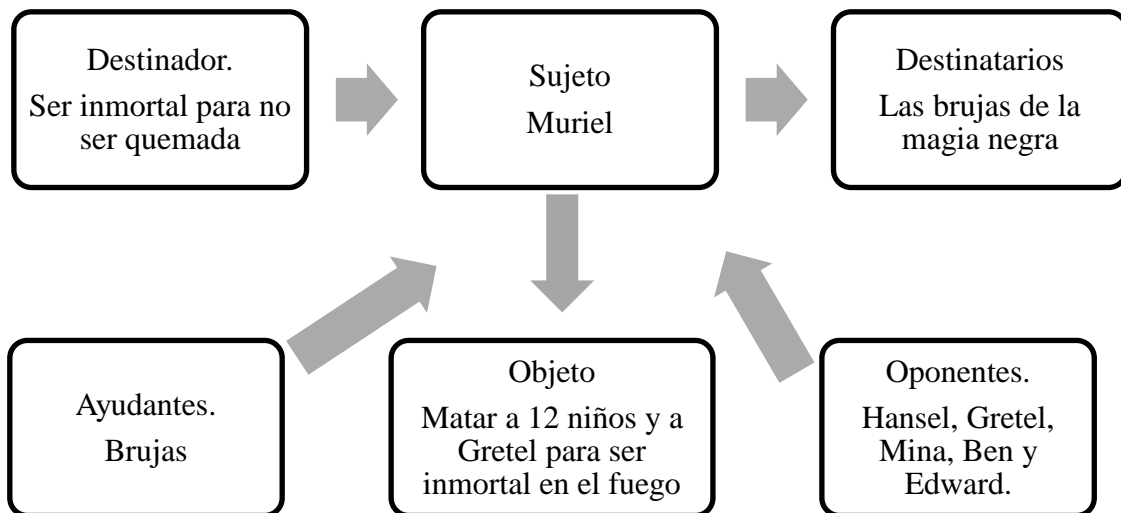 Destinador.
Ser inmortal para no
ser quemada
Sujeto
Muriel
Destinatarios
Las brujas de la
magia negra
Ayudantes.
Brujas
Objeto
Matar a 12 niños y a
Gretel para ser
inmortal en el fuego
Oponentes.
Hansel, Gretel,
Mina, Ben y
Edward.